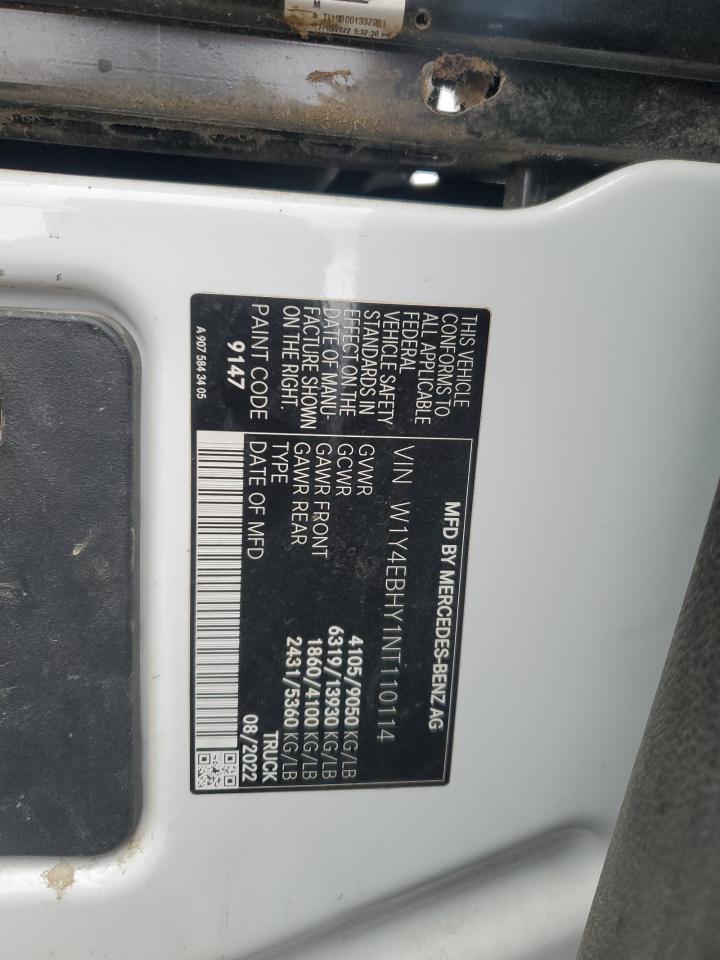 M
MFD BY MERCEDES-BENZ AG
VIN W1Y4EBHY1NT110114
THIS VEHICLE
CONFORMS TO
ALL APPLICABLE
FEDERAL
VEHICLE SAFETY
STANDARDS IN
EFFECT ON THE
DATE OF MANU-
FACTURE SHOWN
ON THE RIGHT.
PAINT CODE
9147
GVWR 4105/9050 KG/LB
GCWR 6319/13930 KG/LB
GAWR FRONT 1860/4100 KG/LB
GAWR REAR 2431/5360 KG/LB
TYPE TRUCK
DATE OF MFD 08/2022
A 907 584 34 05